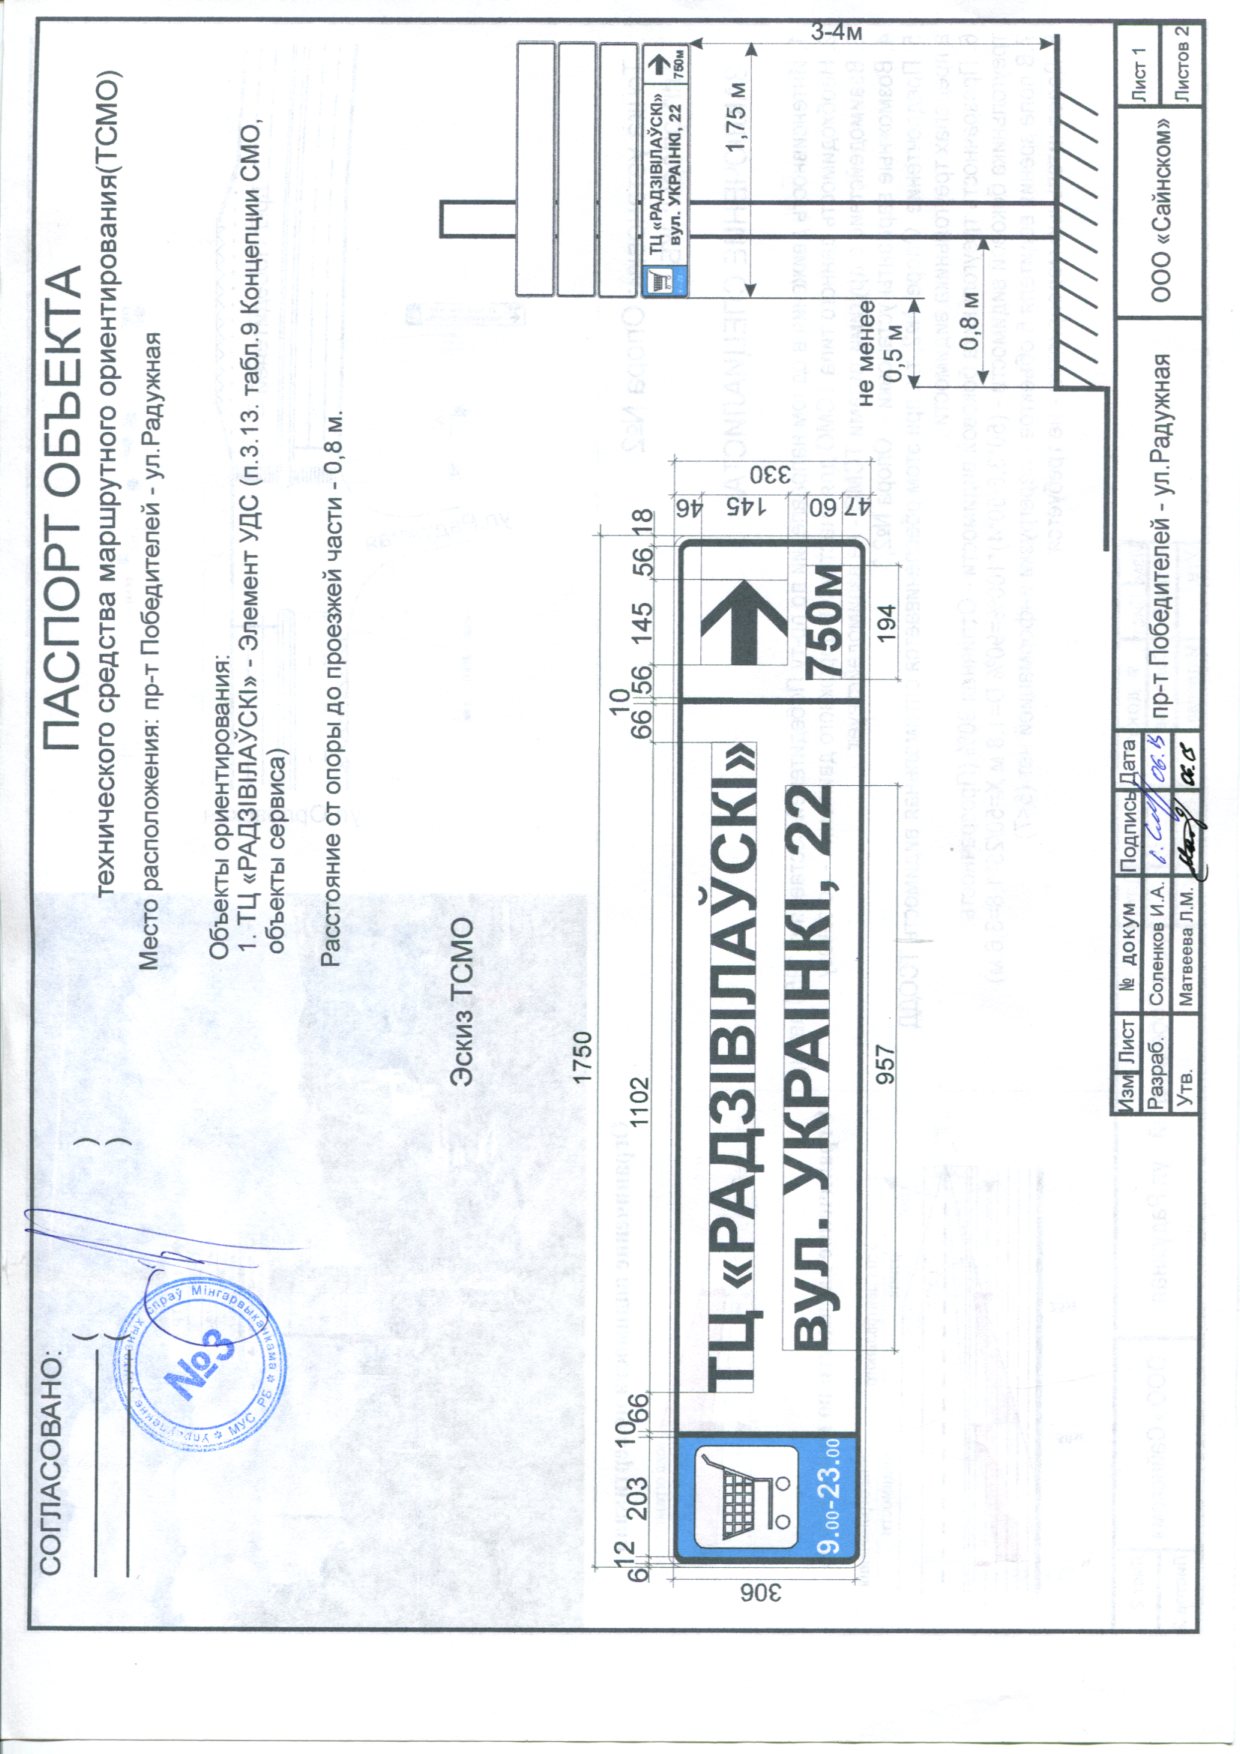 СОГЛАСОВАНО:
( )
( )
№3
МУС РБ
ПАСПОРТ ОБЪЕКТА
технического средства маршрутного ориентирования(ТСМО)
Место расположения: пр-т Победителей - ул.Радужная
Объекты ориентирования:
1. ТЦ «РАДЗІВІЛАЎСКІ» - Элемент УДС (п.3.13. табл.9 Концепции СМО,
объекты сервиса)
Расстояние от опоры до проезжей части - 0,8 м.
Эскиз ТСМО
1750
6 12 203 10 66 1102 66 10 56 145 56 18
306
9.00-23.00
ТЦ «РАДЗІВІЛАЎСКІ»
вул. УКРАІНКІ, 22
750м
957
194
46 145 60 47
330
ТЦ «РАДЗІВІЛАЎСКІ»
вул. УКРАІНКІ, 22
750м
1,75 м
3-4м
не менее
0,5 м
0,8 м
Изм Лист № докум Подпись Дата
Разраб. Соленков И.А. 06.15
Утв. Матвеева Л.М. 06.15
пр-т Победителей - ул.Радужная
ООО «Сайнском»
Лист 1
Листов 2